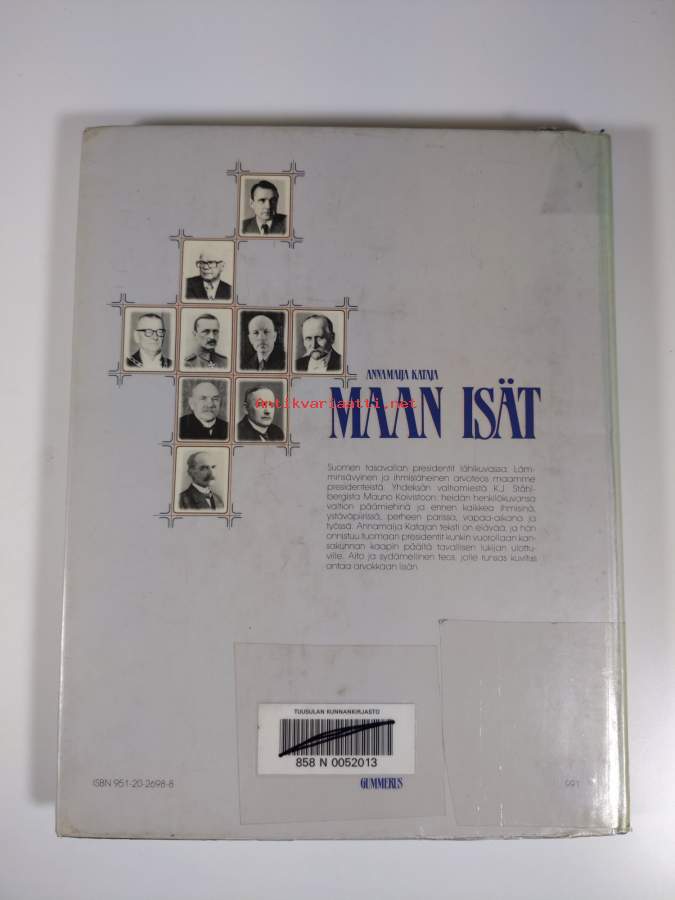 ANNAMAIJA KATAJA
MAAN ISÄT
Antikvariaatti.net
Suomen tasavallan presidentit lähikuvassa. Läm-
minsävyinen ja ihmisläheinen arvoteos maamme
presidenteistä. Yhdeksän valtiomiestä K.J. Ståhl-
bergista Mauno Koivistoon: heidän henkilökuvansa
valtion päämiehinä ja ennen kaikkea ihmisinä,
ystäväpiirissä, perheen parissa, vapaa-aikana ja
työssä. Annamaija Katajan teksti on elävää, ja hän
onnistuu tuomaan presidentit kunkin vuorollaan kan-
sakunnan kaapin päältä tavallisen lukijan ulottu-
ville. Aito ja sydämellinen teos, jolle runsas kuvitus
antaa arvokkaan lisän.
TUUSULAN KUNNANKIRJASTO
858 N 0052013
ISBN 951-20-2698-8
GUMMERUS
99.1